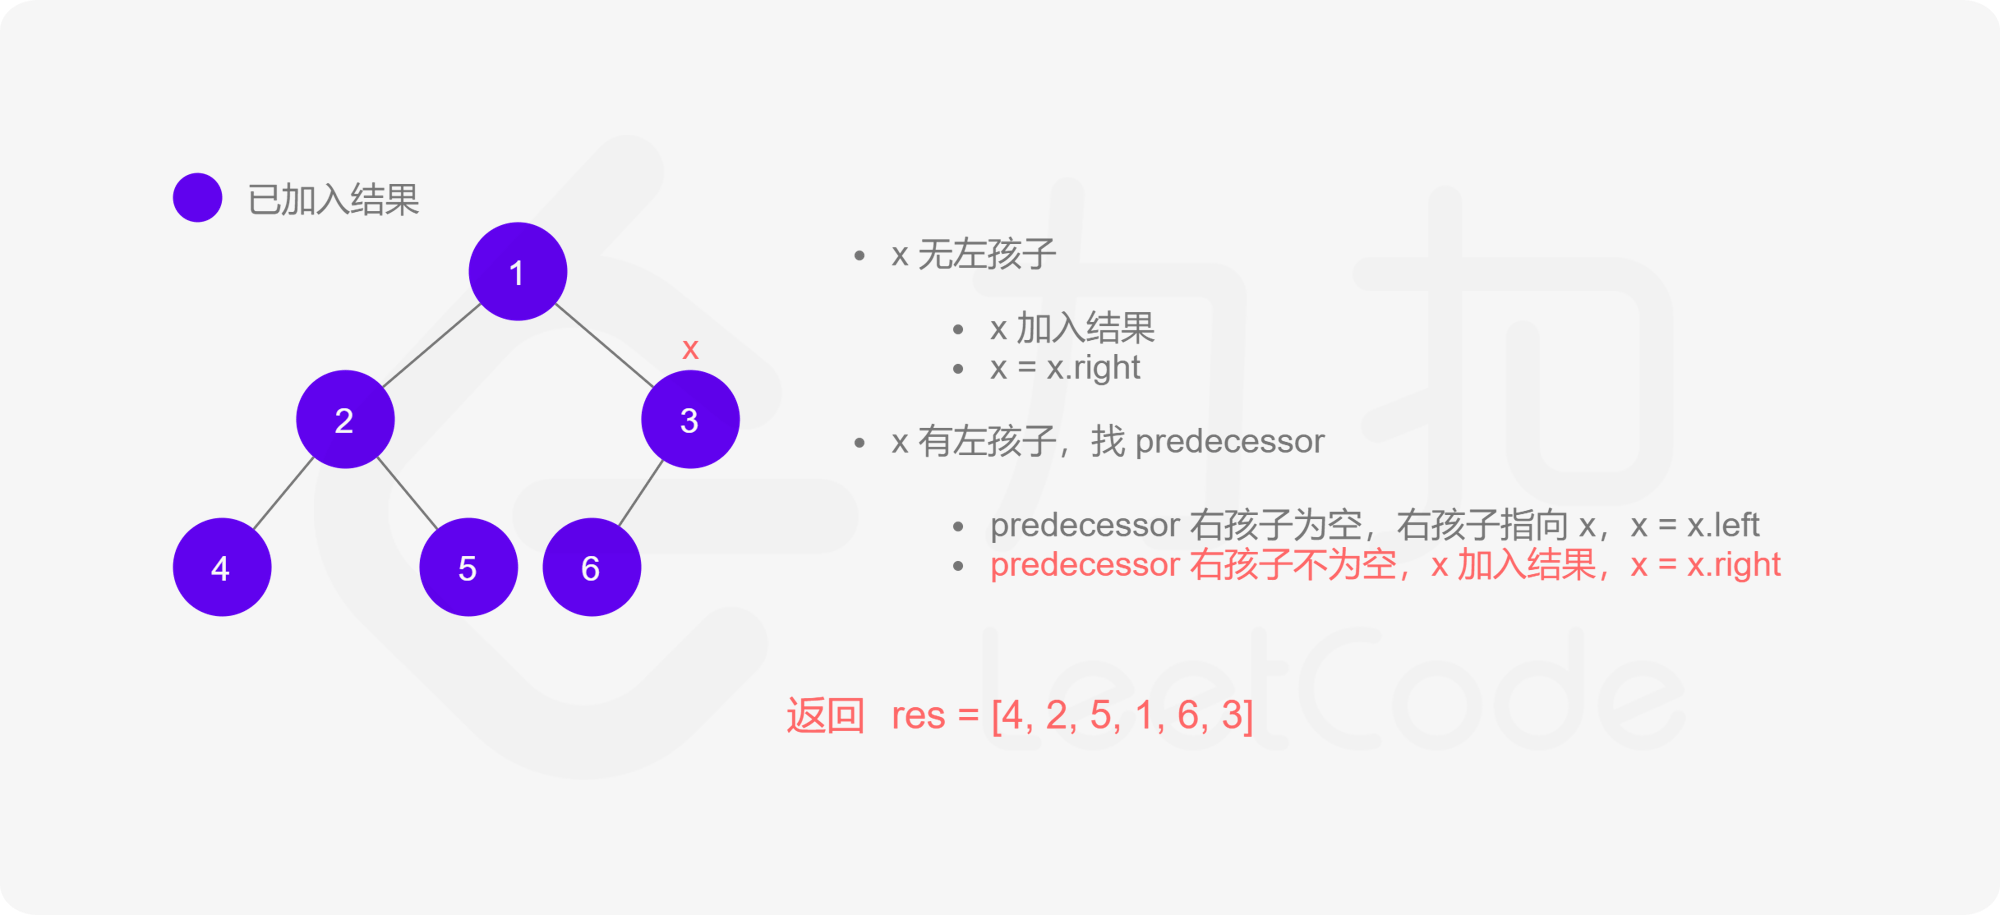 已加入结果
1
x
2
3
4
5
6
x 无左孩子
x 加入结果
x = x.right
x 有左孩子，找 predecessor
predecessor 右孩子为空，右孩子指向 x，x = x.left
predecessor 右孩子不为空，x 加入结果，x = x.right
返回 res = [4, 2, 5, 1, 6, 3]
力扣
LeetCode